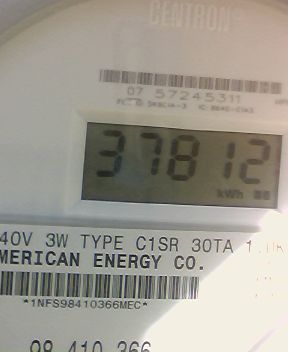 CENTRON
07 57245311
37812
kWh
40V 3W TYPE C1SR 30TA
MERICAN ENERGY CO.
*1NFS98410366MEC*
98 410 366